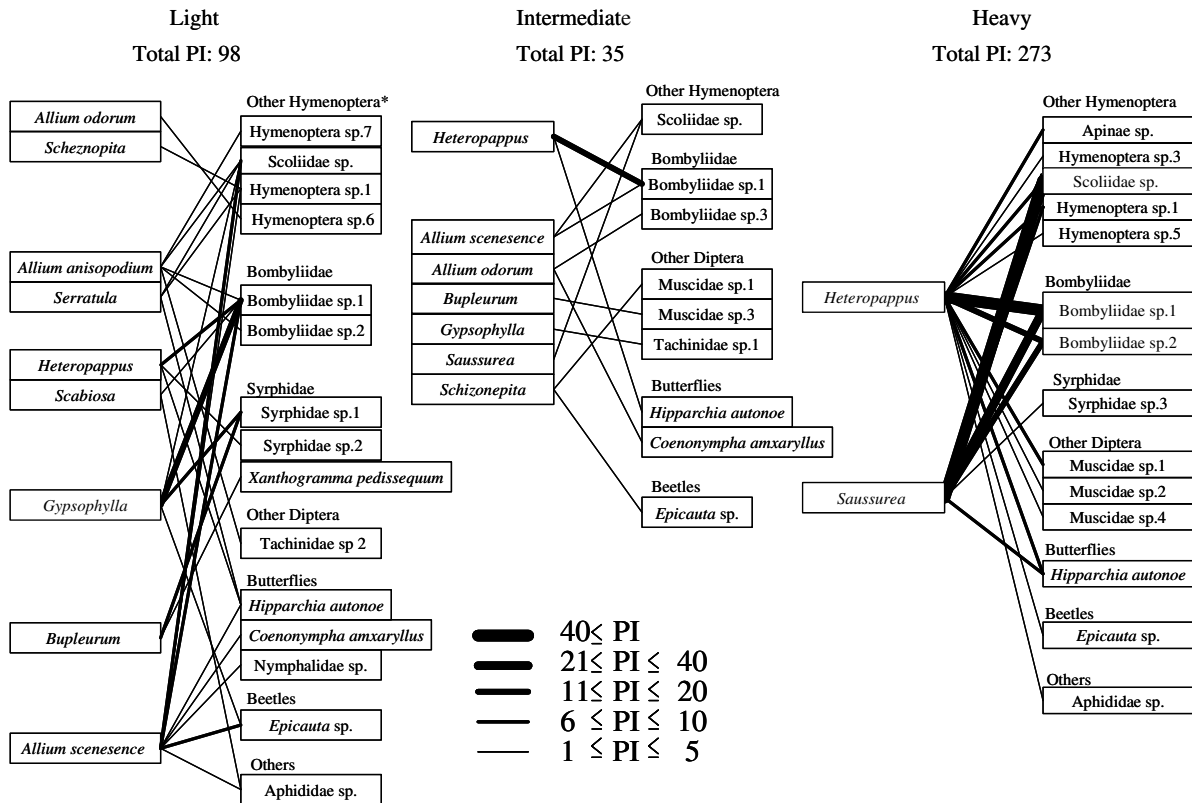 Light
Total PI: 98
Allium odorum
Scheznopita
Allium anisopodium
Serratula
Heteropappus
Scabiosa
Gypsophylla
Bupleurum
Allium scenesence
Other Hymenoptera*
Hymenoptera sp.7
Scoliidae sp.
Hymenoptera sp.1
Hymenoptera sp.6
Bombyliidae
Bombyliidae sp.1
Bombyliidae sp.2
Syrphidae
Syrphidae sp.1
Syrphidae sp.2
Xanthogramma pedissequum
Other Diptera
Tachinidae sp 2
Butterflies
Hipparchia autonoe
Coenonympha amxaryllus
Nymphalidae sp.
Beetles
Epicauta sp.
Others
Aphididae sp.
Intermediate
Total PI: 35
Heteropappus
Allium scenesence
Allium odorum
Bupleurum
Gypsophylla
Saussurea
Schizonepita
Other Hymenoptera
Scoliidae sp.
Bombyliidae
Bombyliidae sp.1
Bombyliidae sp.3
Other Diptera
Muscidae sp.1
Muscidae sp.3
Tachinidae sp.1
Butterflies
Hipparchia autonoe
Coenonympha amxaryllus
Beetles
Epicauta sp.
40≤ PI
21≤ PI ≤ 40
11≤ PI ≤ 20
6 ≤ PI ≤ 10
1 ≤ PI ≤ 5
Heavy
Total PI: 273
Heteropappus
Saussurea
Other Hymenoptera
Apinae sp.
Hymenoptera sp.3
Scoliidae sp.
Hymenoptera sp.1
Hymenoptera sp.5
Bombyliidae
Bombyliidae sp.1
Bombyliidae sp.2
Syrphidae
Syrphidae sp.3
Other Diptera
Muscidae sp.1
Muscidae sp.2
Muscidae sp.4
Butterflies
Hipparchia autonoe
Beetles
Epicauta sp.
Others
Aphididae sp.